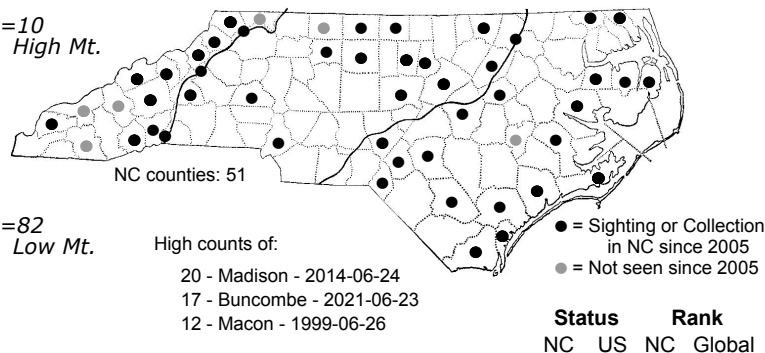 =10
High Mt.
NC counties: 51
=82
Low Mt.
High counts of:
20 - Madison - 2014-06-24
17 - Buncombe - 2021-06-23
12 - Macon - 1999-06-26
= Sighting or Collection
in NC since 2005
= Not seen since 2005
Status Rank
NC US NC Global